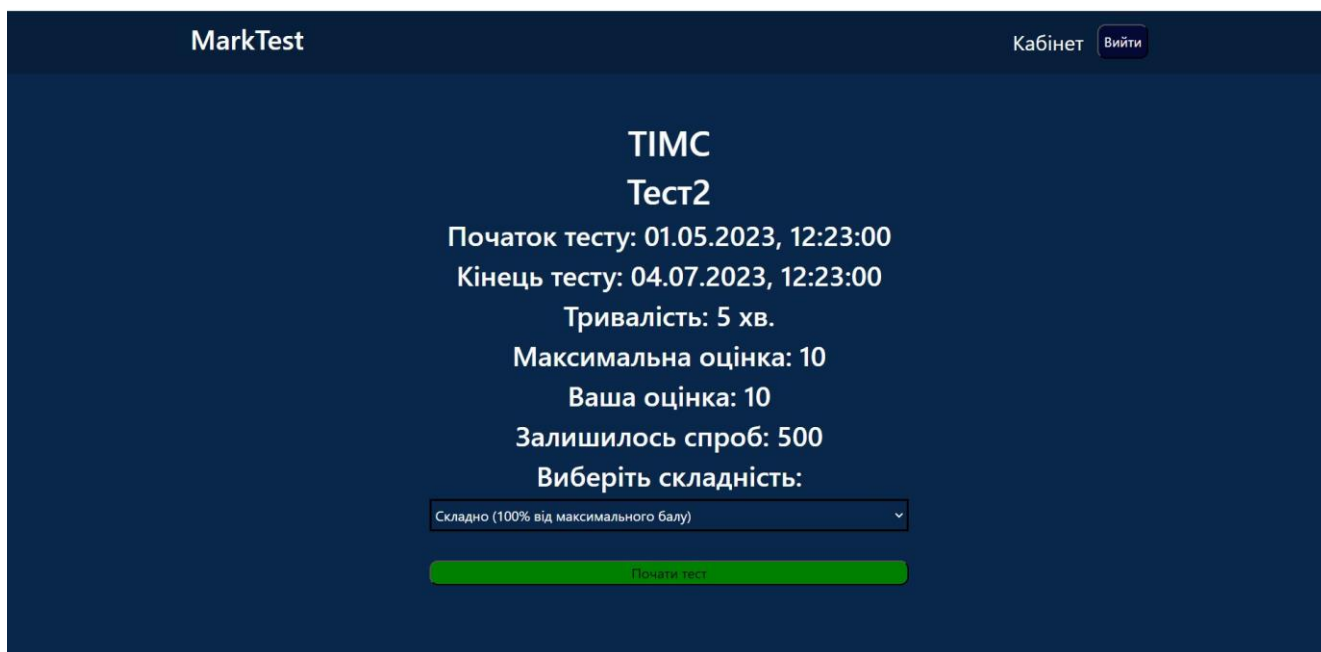 MarkTest
Кабінет Вийти
ТІМС
Тест2
Початок тесту: 01.05.2023, 12:23:00
Кінець тесту: 04.07.2023, 12:23:00
Тривалість: 5 хв.
Максимальна оцінка: 10
Ваша оцінка: 10
Залишилось спроб: 500
Виберіть складність:
Складно (100% від максимального балу)
Почати тест